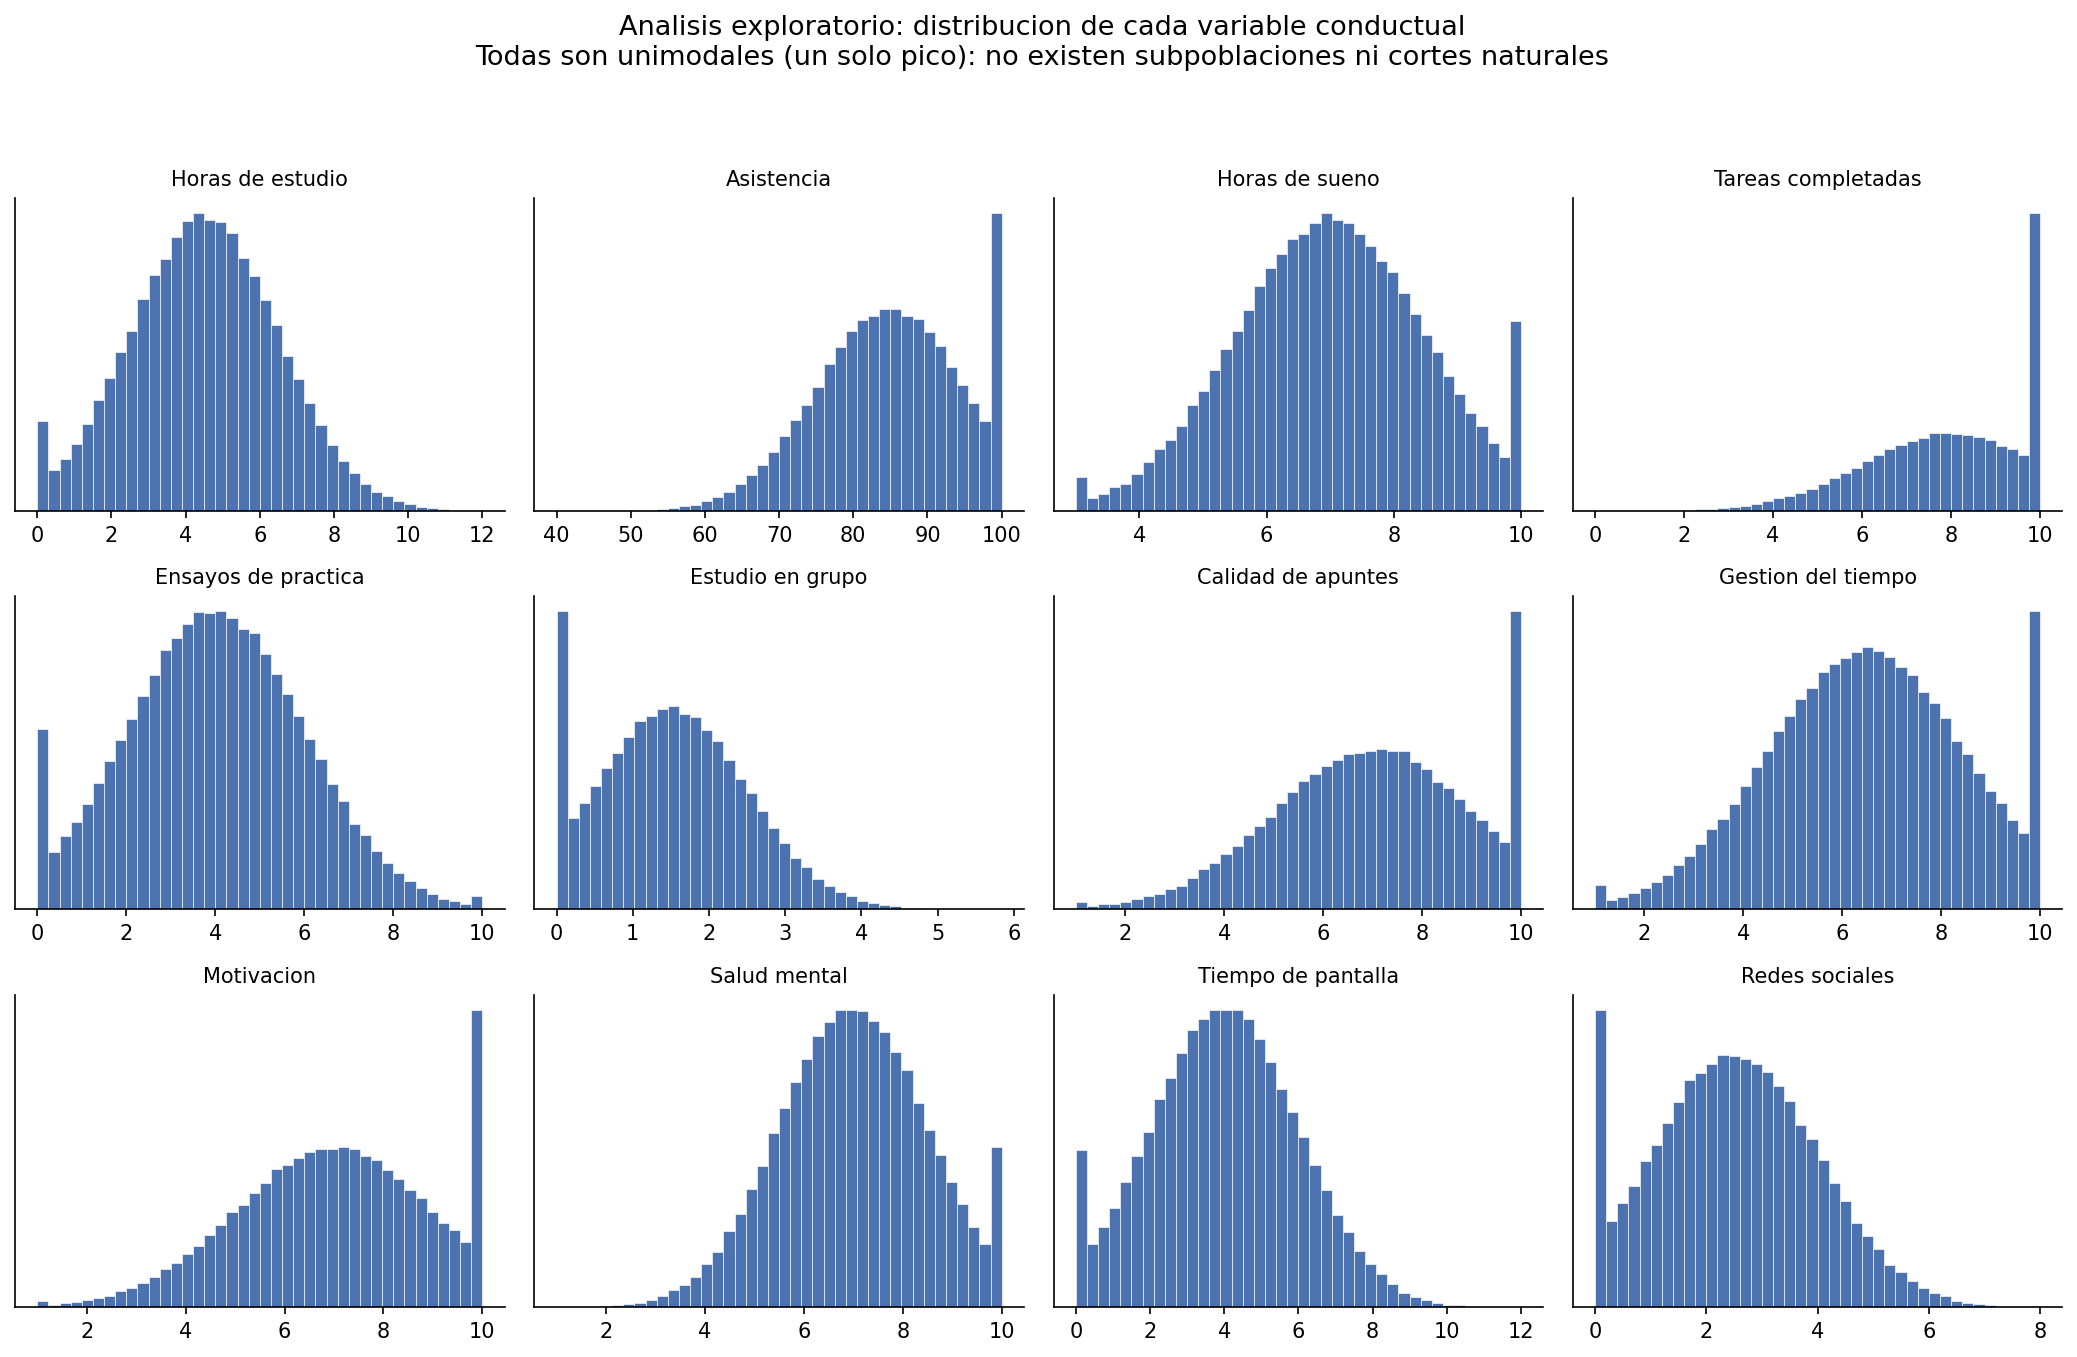 Analisis exploratorio: distribucion de cada variable conductual
Todas son unimodales (un solo pico): no existen subpoblaciones ni cortes naturales
Horas de estudio
0 2 4 6 8 10 12
Asistencia
40 50 60 70 80 90 100
Horas de sueno
4 6 8 10
Tareas completadas
0 2 4 6 8 10
Ensayos de practica
0 2 4 6 8 10
Estudio en grupo
0 1 2 3 4 5 6
Calidad de apuntes
2 4 6 8 10
Gestion del tiempo
2 4 6 8 10
Motivacion
2 4 6 8 10
Salud mental
2 4 6 8 10
Tiempo de pantalla
0 2 4 6 8 10 12
Redes sociales
0 2 4 6 8